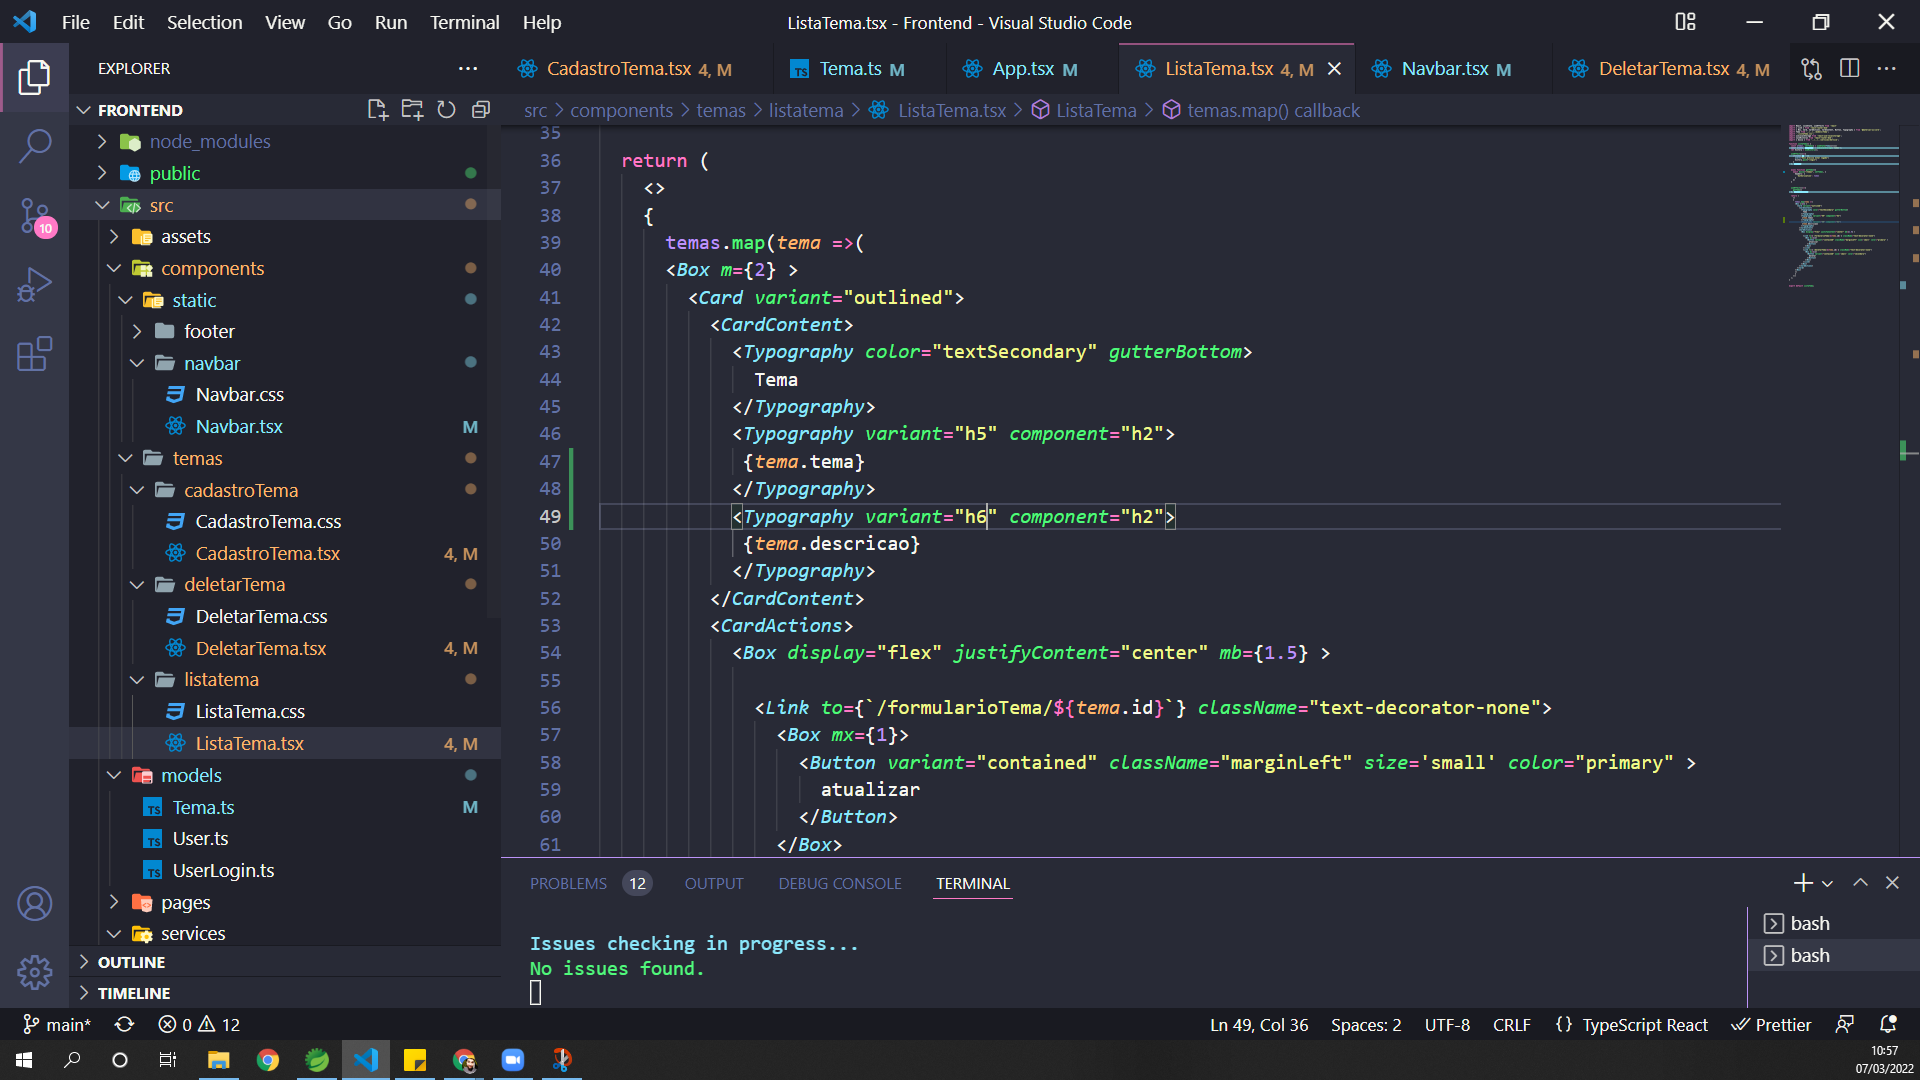 File Edit Selection View Go Run Terminal Help
ListaTema.tsx - Frontend - Visual Studio Code
EXPLORER
CadastroTema.tsx 4, M
Tema.ts M
App.tsx M
ListaTema.tsx 4, M
Navbar.tsx M
DeletarTema.tsx 4, M
FRONTEND
src > components > temas > listatema > ListaTema.tsx > ListaTema > temas.map() callback
node_modules
public
src
assets
components
static
footer
navbar
Navbar.css
Navbar.tsx M
temas
cadastroTema
CadastroTema.css
CadastroTema.tsx 4, M
deletarTema
DeletarTema.css
DeletarTema.tsx 4, M
listatema
ListaTema.css
ListaTema.tsx 4, M
models
Tema.ts M
User.ts
UserLogin.ts
pages
services
OUTLINE
TIMELINE
10
35
36 return (
37 <>
38 {
39 temas.map(tema =>(
40 <Box m={2} >
41 <Card variant="outlined">
42 <CardContent>
43 <Typography color="textSecondary" gutterBottom>
44 Tema
45 </Typography>
46 <Typography variant="h5" component="h2">
47 {tema.tema}
48 </Typography>
49 <Typography variant="h6" component="h2">
50 {tema.descricao}
51 </Typography>
52 </CardContent>
53 <CardActions>
54 <Box display="flex" justifyContent="center" mb={1.5} >
55
56 <Link to={`/formularioTema/${tema.id}`} className="text-decorator-none">
57 <Box mx={1}>
58 <Button variant="contained" className="marginLeft" size='small' color="primary" >
59 atualizar
60 </Button>
61 </Box>
PROBLEMS 12 OUTPUT DEBUG CONSOLE TERMINAL
Issues checking in progress...
No issues found.
bash
bash
main* 0 12
Ln 49, Col 36 Spaces: 2 UTF-8 CRLF {} TypeScript React Prettier
10:57
07/03/2022